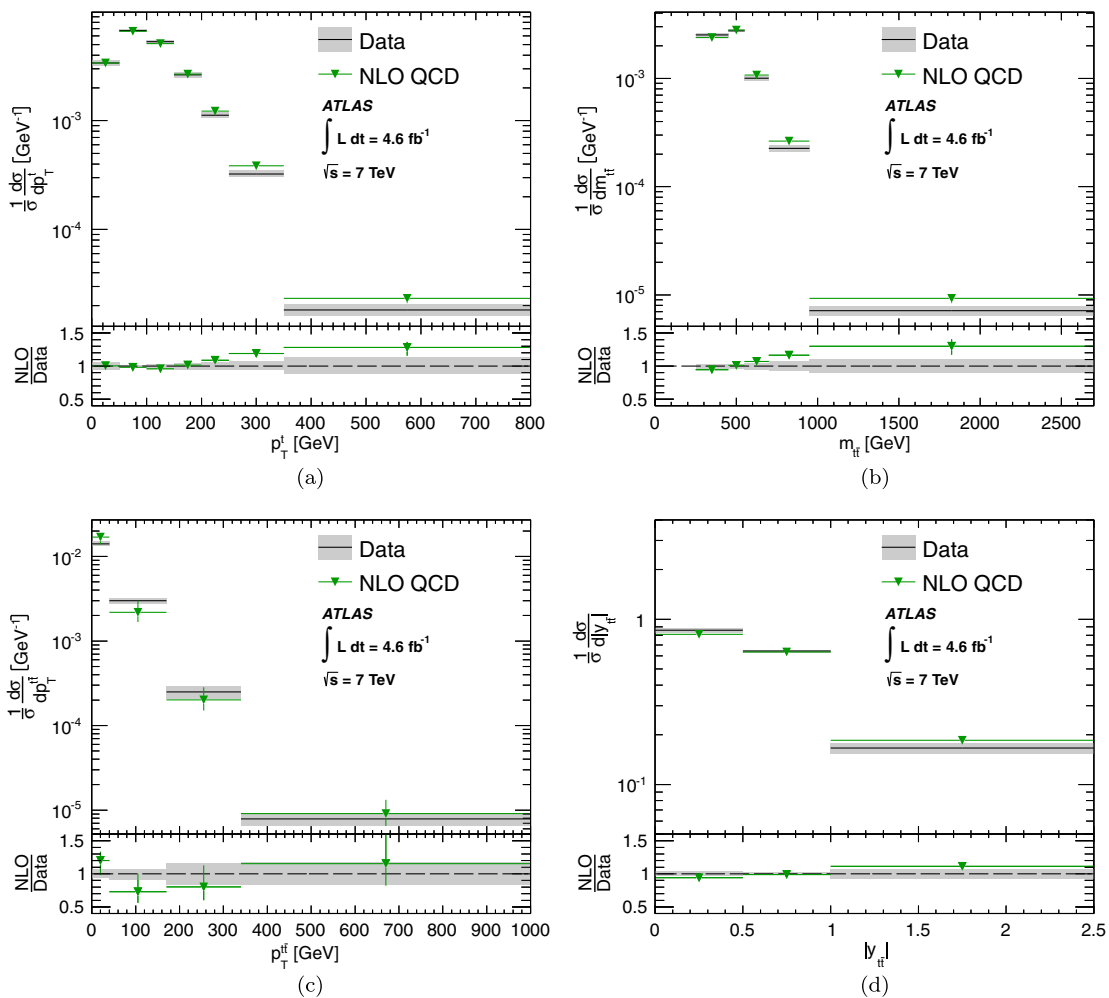 Data
NLO QCD
ATLAS
∫ L dt = 4.6 fb⁻¹
√s = 7 TeV
1/σ dσ/dp_T^t [GeV⁻¹]
10⁻³
10⁻⁴
NLO/Data
1.5
1
0.5
0 100 200 300 400 500 600 700 800
p_T^t [GeV]
(a)
Data
NLO QCD
ATLAS
∫ L dt = 4.6 fb⁻¹
√s = 7 TeV
1/σ dσ/dm_tt̄ [GeV⁻¹]
10⁻³
10⁻⁴
10⁻⁵
NLO/Data
1.5
1
0.5
0 500 1000 1500 2000 2500
m_tt̄ [GeV]
(b)
Data
NLO QCD
ATLAS
∫ L dt = 4.6 fb⁻¹
√s = 7 TeV
1/σ dσ/dp_T^tt̄ [GeV⁻¹]
10⁻²
10⁻³
10⁻⁴
10⁻⁵
NLO/Data
1.5
1
0.5
0 100 200 300 400 500 600 700 800 900 1000
p_T^tt̄ [GeV]
(c)
Data
NLO QCD
ATLAS
∫ L dt = 4.6 fb⁻¹
√s = 7 TeV
1/σ dσ/d|y_tt̄|
1
10⁻¹
NLO/Data
1.5
1
0.5
0 0.5 1 1.5 2 2.5
|y_tt̄|
(d)